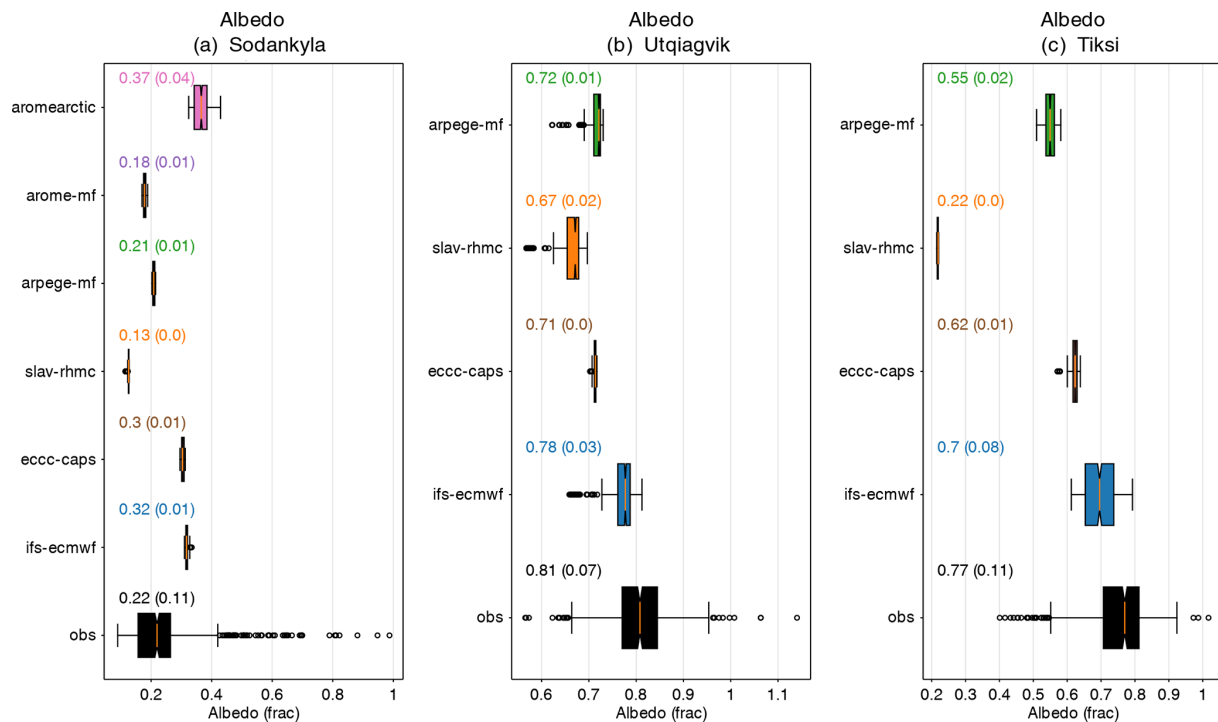 Albedo
(a) Sodankyla
0.37 (0.04)
aromearctic
0.18 (0.01)
arome-mf
0.21 (0.01)
arpege-mf
0.13 (0.0)
slav-rhmc
0.3 (0.01)
eccc-caps
0.32 (0.01)
ifs-ecmwf
0.22 (0.11)
obs
0.2 0.4 0.6 0.8 1
Albedo (frac)
Albedo
(b) Utqiagvik
0.72 (0.01)
arpege-mf
0.67 (0.02)
slav-rhmc
0.71 (0.0)
eccc-caps
0.78 (0.03)
ifs-ecmwf
0.81 (0.07)
obs
0.6 0.7 0.8 0.9 1 1.1
Albedo (frac)
Albedo
(c) Tiksi
0.55 (0.02)
arpege-mf
0.22 (0.0)
slav-rhmc
0.62 (0.01)
eccc-caps
0.7 (0.08)
ifs-ecmwf
0.77 (0.11)
obs
0.2 0.3 0.4 0.5 0.6 0.7 0.8 0.9 1
Albedo (frac)